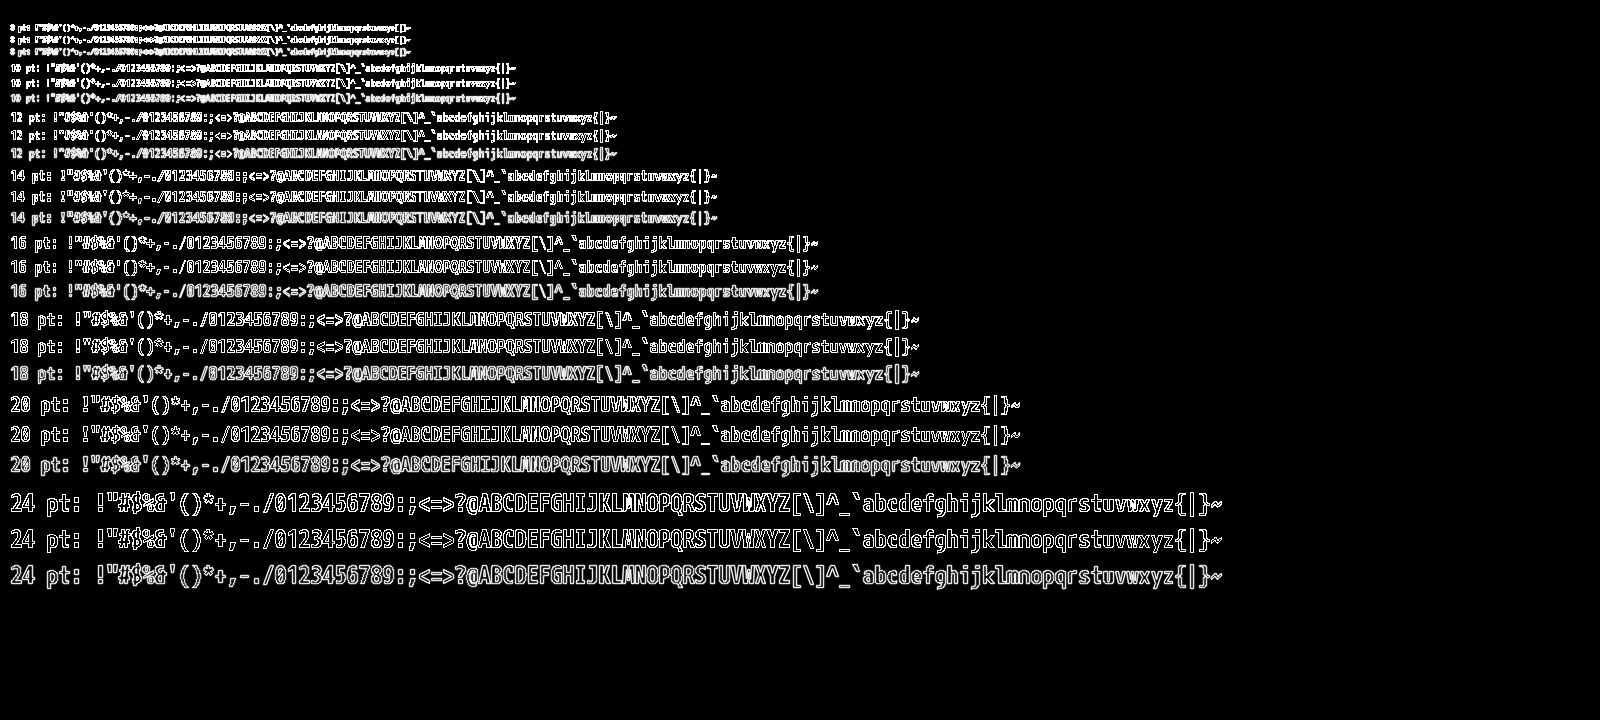 8 pt: !"#$%&'()*+,-./0123456789:;<=>?@ABCDEFGHIJKLMNOPQRSTUVWXYZ[\]^_`abcdefghijklmnopqrstuvwxyz{|}~
8 pt: !"#$%&'()*+,-./0123456789:;<=>?@ABCDEFGHIJKLMNOPQRSTUVWXYZ[\]^_`abcdefghijklmnopqrstuvwxyz{|}~
8 pt: !"#$%&'()*+,-./0123456789:;<=>?@ABCDEFGHIJKLMNOPQRSTUVWXYZ[\]^_`abcdefghijklmnopqrstuvwxyz{|}~
10 pt: !"#$%&'()*+,-./0123456789:;<=>?@ABCDEFGHIJKLMNOPQRSTUVWXYZ[\]^_`abcdefghijklmnopqrstuvwxyz{|}~
10 pt: !"#$%&'()*+,-./0123456789:;<=>?@ABCDEFGHIJKLMNOPQRSTUVWXYZ[\]^_`abcdefghijklmnopqrstuvwxyz{|}~
10 pt: !"#$%&'()*+,-./0123456789:;<=>?@ABCDEFGHIJKLMNOPQRSTUVWXYZ[\]^_`abcdefghijklmnopqrstuvwxyz{|}~
12 pt: !"#$%&'()*+,-./0123456789:;<=>?@ABCDEFGHIJKLMNOPQRSTUVWXYZ[\]^_`abcdefghijklmnopqrstuvwxyz{|}~
12 pt: !"#$%&'()*+,-./0123456789:;<=>?@ABCDEFGHIJKLMNOPQRSTUVWXYZ[\]^_`abcdefghijklmnopqrstuvwxyz{|}~
12 pt: !"#$%&'()*+,-./0123456789:;<=>?@ABCDEFGHIJKLMNOPQRSTUVWXYZ[\]^_`abcdefghijklmnopqrstuvwxyz{|}~
14 pt: !"#$%&'()*+,-./0123456789:;<=>?@ABCDEFGHIJKLMNOPQRSTUVWXYZ[\]^_`abcdefghijklmnopqrstuvwxyz{|}~
14 pt: !"#$%&'()*+,-./0123456789:;<=>?@ABCDEFGHIJKLMNOPQRSTUVWXYZ[\]^_`abcdefghijklmnopqrstuvwxyz{|}~
14 pt: !"#$%&'()*+,-./0123456789:;<=>?@ABCDEFGHIJKLMNOPQRSTUVWXYZ[\]^_`abcdefghijklmnopqrstuvwxyz{|}~
16 pt: !"#$%&'()*+,-./0123456789:;<=>?@ABCDEFGHIJKLMNOPQRSTUVWXYZ[\]^_`abcdefghijklmnopqrstuvwxyz{|}~
16 pt: !"#$%&'()*+,-./0123456789:;<=>?@ABCDEFGHIJKLMNOPQRSTUVWXYZ[\]^_`abcdefghijklmnopqrstuvwxyz{|}~
16 pt: !"#$%&'()*+,-./0123456789:;<=>?@ABCDEFGHIJKLMNOPQRSTUVWXYZ[\]^_`abcdefghijklmnopqrstuvwxyz{|}~
18 pt: !"#$%&'()*+,-./0123456789:;<=>?@ABCDEFGHIJKLMNOPQRSTUVWXYZ[\]^_`abcdefghijklmnopqrstuvwxyz{|}~
18 pt: !"#$%&'()*+,-./0123456789:;<=>?@ABCDEFGHIJKLMNOPQRSTUVWXYZ[\]^_`abcdefghijklmnopqrstuvwxyz{|}~
18 pt: !"#$%&'()*+,-./0123456789:;<=>?@ABCDEFGHIJKLMNOPQRSTUVWXYZ[\]^_`abcdefghijklmnopqrstuvwxyz{|}~
20 pt: !"#$%&'()*+,-./0123456789:;<=>?@ABCDEFGHIJKLMNOPQRSTUVWXYZ[\]^_`abcdefghijklmnopqrstuvwxyz{|}~
20 pt: !"#$%&'()*+,-./0123456789:;<=>?@ABCDEFGHIJKLMNOPQRSTUVWXYZ[\]^_`abcdefghijklmnopqrstuvwxyz{|}~
20 pt: !"#$%&'()*+,-./0123456789:;<=>?@ABCDEFGHIJKLMNOPQRSTUVWXYZ[\]^_`abcdefghijklmnopqrstuvwxyz{|}~
24 pt: !"#$%&'()*+,-./0123456789:;<=>?@ABCDEFGHIJKLMNOPQRSTUVWXYZ[\]^_`abcdefghijklmnopqrstuvwxyz{|}~
24 pt: !"#$%&'()*+,-./0123456789:;<=>?@ABCDEFGHIJKLMNOPQRSTUVWXYZ[\]^_`abcdefghijklmnopqrstuvwxyz{|}~
24 pt: !"#$%&'()*+,-./0123456789:;<=>?@ABCDEFGHIJKLMNOPQRSTUVWXYZ[\]^_`abcdefghijklmnopqrstuvwxyz{|}~